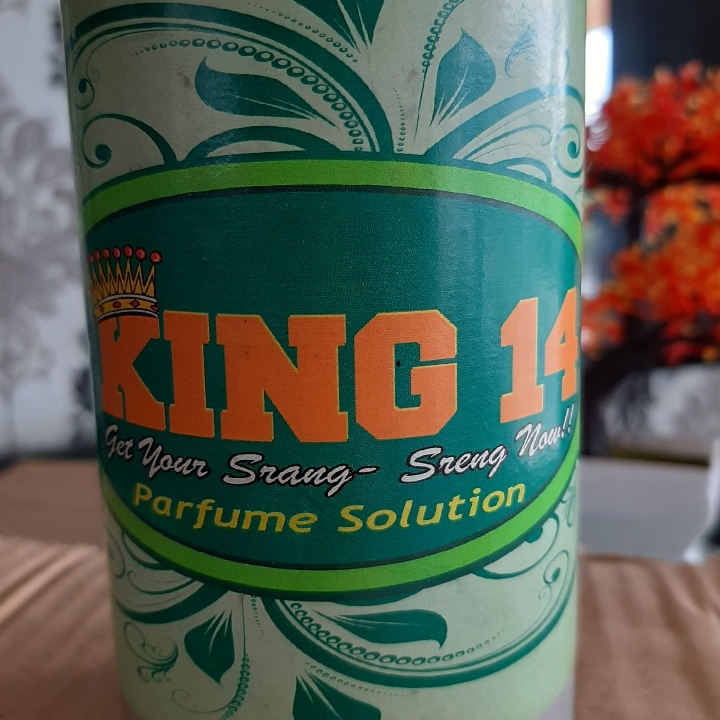 KING 14
Get Your Srang- Sreng Now!!
Parfume Solution